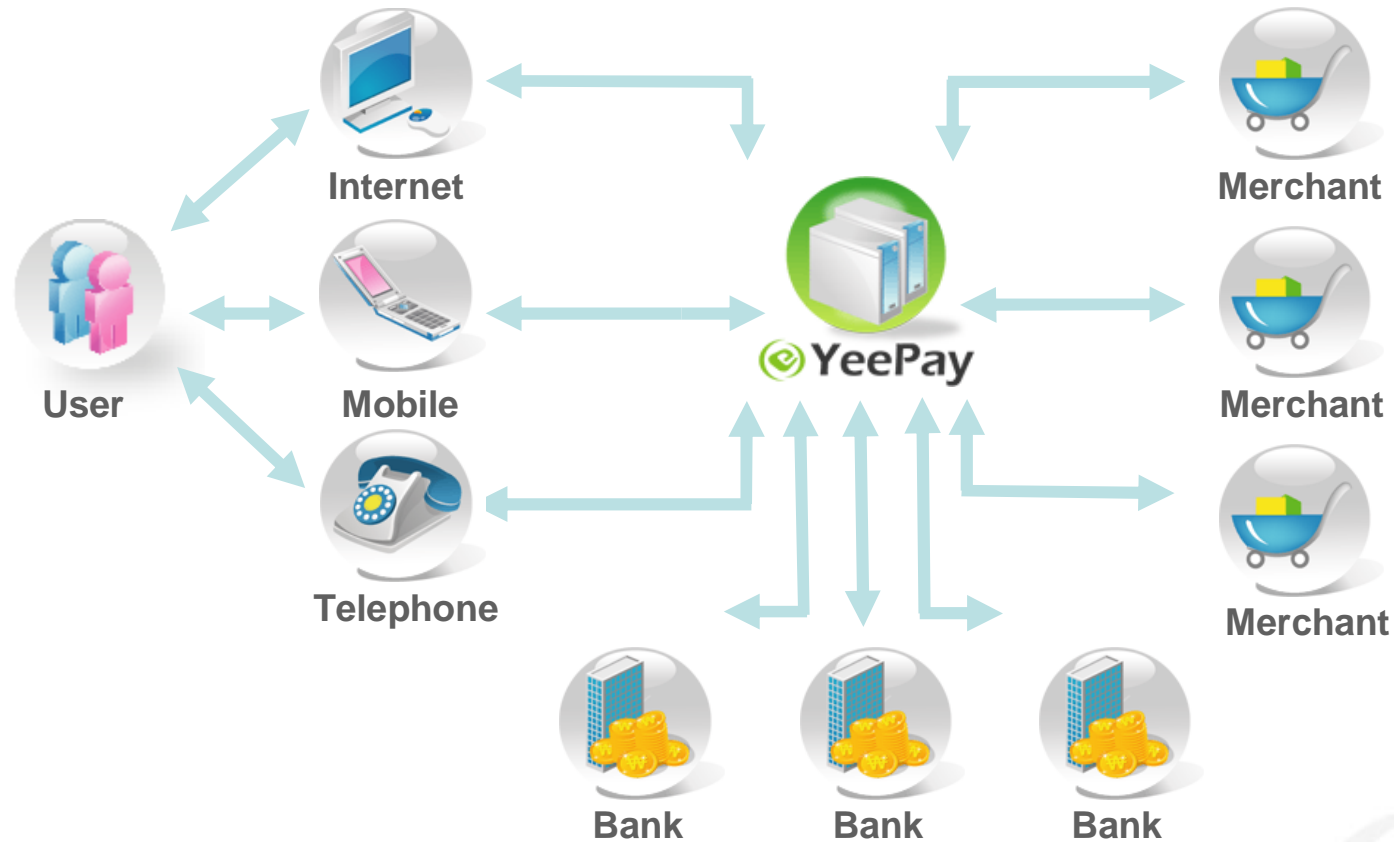 Internet
Merchant
User
Mobile
YeePay
Merchant
Telephone
Merchant
Bank
Bank
Bank